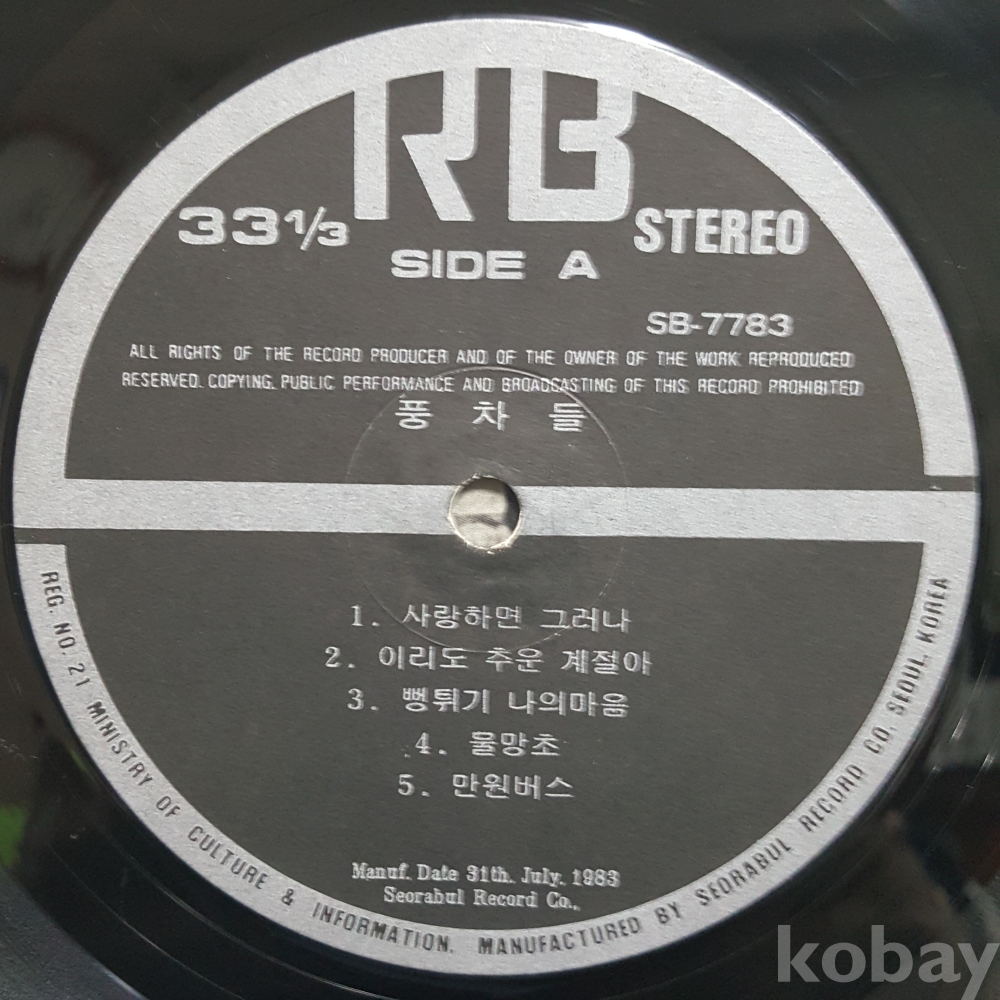 RB
33 1/3
STEREO
SIDE A
SB-7783
ALL RIGHTS OF THE RECORD PRODUCER AND OF THE OWNER OF THE WORK REPRODUCED
RESERVED. COPYING, PUBLIC PERFORMANCE AND BROADCASTING OF THIS RECORD PROHIBITED
풍 차 들
1. 사랑하면 그러나
2. 이리도 추운 계절아
3. 뻥튀기 나의마음
4. 물망초
5. 만원버스
Manuf. Date 31th. July. 1983
Seorabul Record Co.,
REG. NO. 21 MINISTRY OF CULTURE & INFORMATION. MANUFACTURED BY SEORABUL RECORD CO. SEOUL, KOREA
kobay